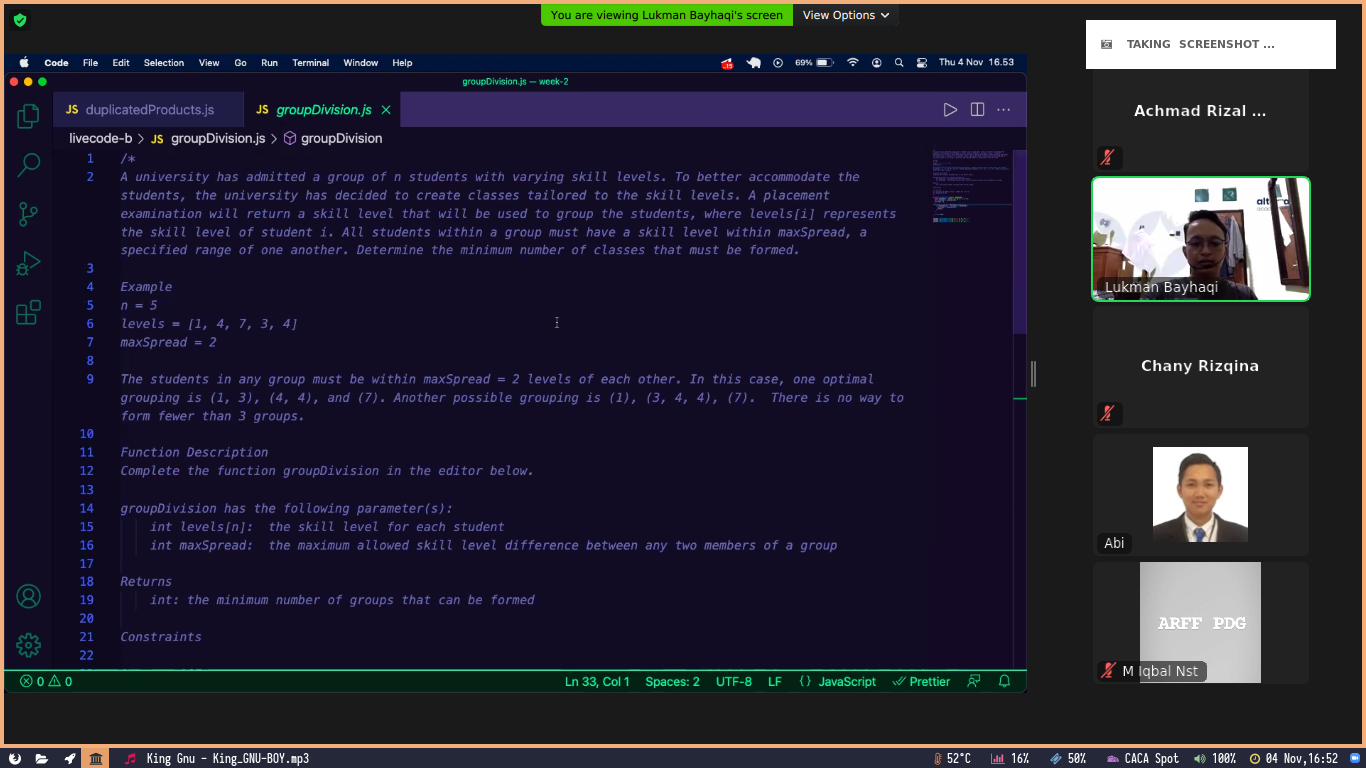 You are viewing Lukman Bayhaqi's screen
View Options
TAKING SCREENSHOT ...
Code File Edit Selection View Go Run Terminal Window Help
69% Thu 4 Nov 16.53
groupDivision.js — week-2
JS duplicatedProducts.js
JS groupDivision.js
livecode-b > JS groupDivision.js > groupDivision
1 /*
2 A university has admitted a group of n students with varying skill levels. To better accommodate the
students, the university has decided to create classes tailored to the skill levels. A placement
examination will return a skill level that will be used to group the students, where levels[i] represents
the skill level of student i. All students within a group must have a skill level within maxSpread, a
specified range of one another. Determine the minimum number of classes that must be formed.
3
4 Example
5 n = 5
6 levels = [1, 4, 7, 3, 4]
7 maxSpread = 2
8
9 The students in any group must be within maxSpread = 2 levels of each other. In this case, one optimal
grouping is (1, 3), (4, 4), and (7). Another possible grouping is (1), (3, 4, 4), (7).  There is no way to
form fewer than 3 groups.
10
11 Function Description
12 Complete the function groupDivision in the editor below.
13
14 groupDivision has the following parameter(s):
15 int levels[n]:  the skill level for each student
16 int maxSpread:  the maximum allowed skill level difference between any two members of a group
17
18 Returns
19 int: the minimum number of groups that can be formed
20
21 Constraints
22
0 0
Ln 33, Col 1 Spaces: 2 UTF-8 LF {} JavaScript Prettier
Achmad Rizal ...
Lukman Bayhaqi
Chany Rizqina
Abi
ARFF PDG
M Iqbal Nst
King Gnu - King_GNU-BOY.mp3
52°C 16% 50% CACA Spot 100% 04 Nov,16:52